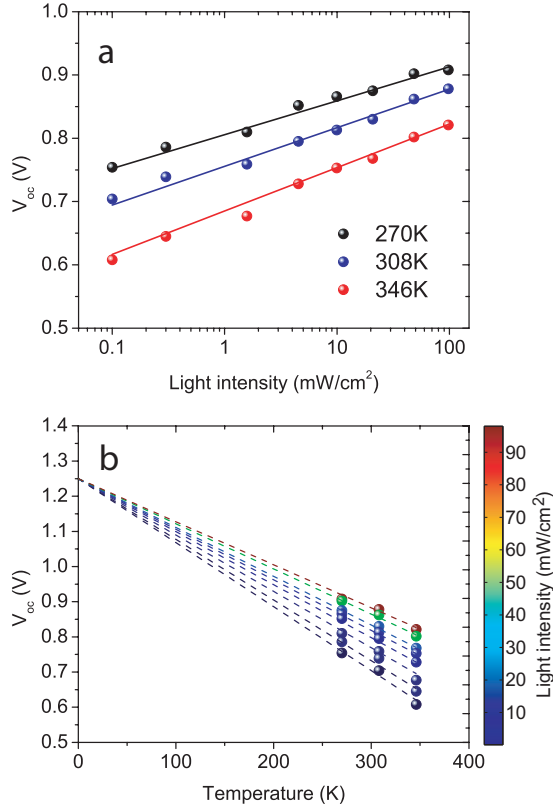 a
1.0
0.9
0.8
0.7
0.6
0.5
V_oc (V)
270K
308K
346K
0.1 1 10 100
Light intensity (mW/cm²)
b
1.4
1.3
1.2
1.1
1.0
0.9
0.8
0.7
0.6
0.5
V_oc (V)
0 100 200 300 400
Temperature (K)
90
80
70
60
50
40
30
20
10
Light intensity (mW/cm²)